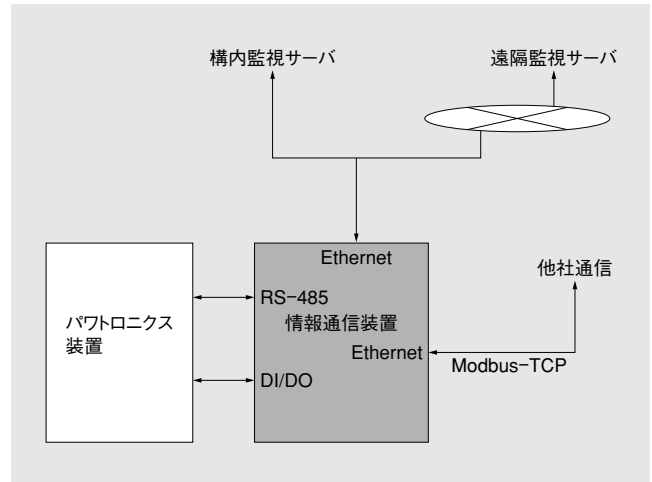 構内監視サーバ
遠隔監視サーバ
Ethernet
他社通信
RS-485
パワトロニクス
装置
情報通信装置
Ethernet
Modbus-TCP
DI/DO